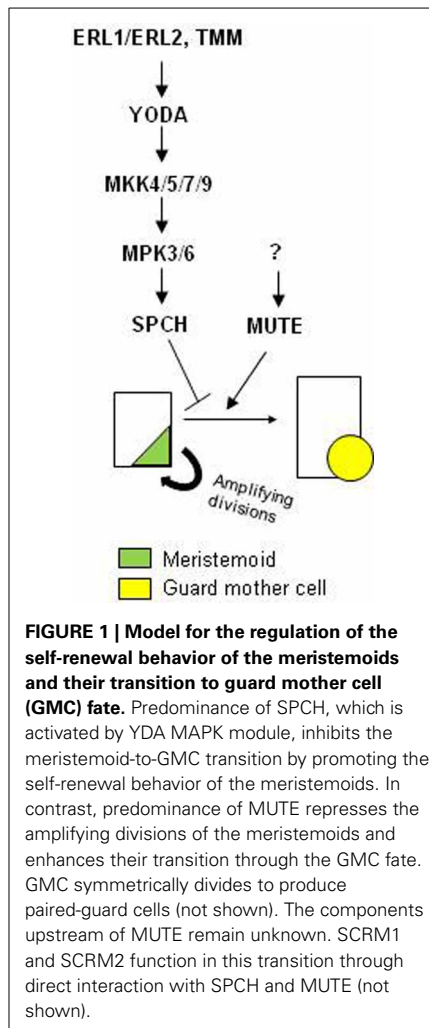 ERL1/ERL2, TMM
YODA
MKK4/5/7/9
MPK3/6
?
SPCH
MUTE
Amplifying
divisions
Meristemoid
Guard mother cell
FIGURE 1 | Model for the regulation of the
self-renewal behavior of the meristemoids
and their transition to guard mother cell
(GMC) fate. Predominance of SPCH, which is
activated by YDA MAPK module, inhibits the
meristemoid-to-GMC transition by promoting the
self-renewal behavior of the meristemoids. In
contrast, predominance of MUTE represses the
amplifying divisions of the meristemoids and
enhances their transition through the GMC fate.
GMC symmetrically divides to produce
paired-guard cells (not shown). The components
upstream of MUTE remain unknown. SCRM1
and SCRM2 function in this transition through
direct interaction with SPCH and MUTE (not
shown).